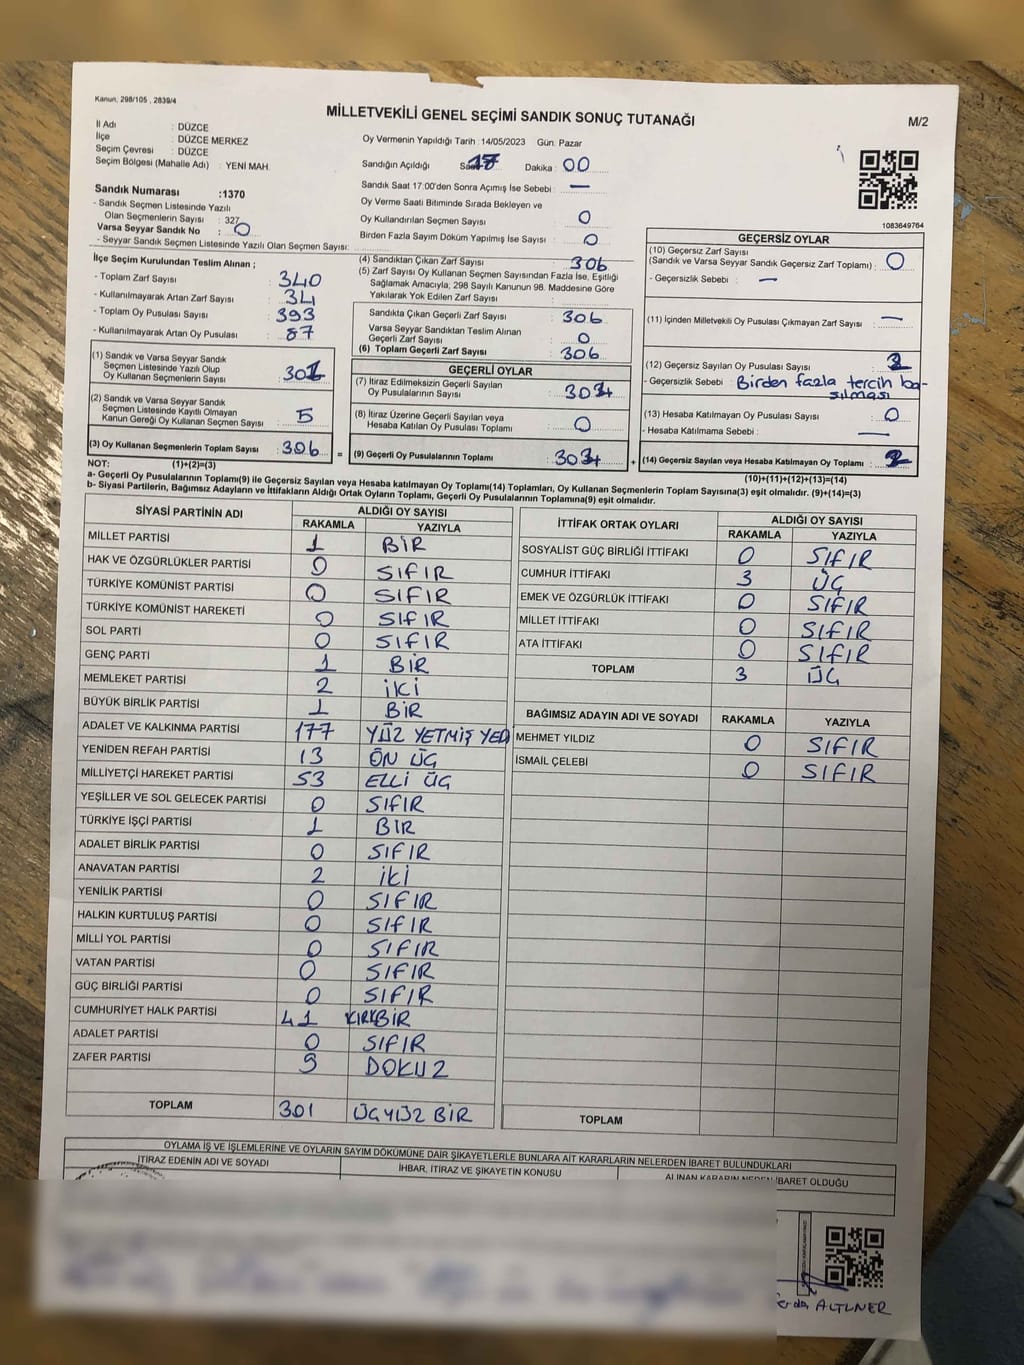 Kanun, 298/105 , 2839/4
MİLLETVEKİLİ GENEL SEÇİMİ SANDIK SONUÇ TUTANAĞI
M/2
İl Adı : DÜZCE
İlçe : DÜZCE MERKEZ
Seçim Çevresi : DÜZCE
Seçim Bölgesi (Mahalle Adı) : YENİ MAH.
Oy Vermenin Yapıldığı Tarih : 14/05/2023 Gün : Pazar
Sandığın Açıldığı Saat 17 Dakika : 00
Sandık Saat 17:00'den Sonra Açımış İse Sebebi : —
Oy Verme Saati Bitiminde Sırada Bekleyen ve
Oy Kullandırılan Seçmen Sayısı : 0
Birden Fazla Sayım Döküm Yapılmış İse Sayısı : 0
1083649764
Sandık Numarası :1370
- Sandık Seçmen Listesinde Yazılı
Olan Seçmenlerin Sayısı : 327
Varsa Seyyar Sandık No : 0
- Seyyar Sandık Seçmen Listesinde Yazılı Olan Seçmen Sayısı:
İlçe Seçim Kurulundan Teslim Alınan ;
- Toplam Zarf Sayısı : 340
- Kullanılmayarak Artan Zarf Sayısı : 34
- Toplam Oy Pusulası Sayısı : 393
- Kullanılmayarak Artan Oy Pusulası : 87
(1) Sandık ve Varsa Seyyar Sandık
Seçmen Listesinde Yazılı Olup
Oy Kullanan Seçmenlerin Sayısı : 301
(2) Sandık ve Varsa Seyyar Sandık
Seçmen Listesinde Kayıtlı Olmayan
Kanun Gereği Oy Kullanan Seçmen Sayısı : 5
(3) Oy Kullanan Seçmenlerin Toplam Sayısı : 306
(4) Sandıktan Çıkan Zarf Sayısı : 306
(5) Zarf Sayısı Oy Kullanan Seçmen Sayısından Fazla İse, Eşitliği
Sağlamak Amacıyla, 298 Sayılı Kanunun 98. Maddesine Göre
Yakılarak Yok Edilen Zarf Sayısı :
Sandıkta Çıkan Geçerli Zarf Sayısı : 306
Varsa Seyyar Sandıktan Teslim Alınan
Geçerli Zarf Sayısı : 0
(6) Toplam Geçerli Zarf Sayısı : 306
GEÇERLİ OYLAR
(7) İtiraz Edilmeksizin Geçerli Sayılan
Oy Pusulalarının Sayısı : 304
(8) İtiraz Üzerine Geçerli Sayılan veya
Hesaba Katılan Oy Pusulası Toplamı : 0
= (9) Geçerli Oy Pusulalarının Toplamı : 304
GEÇERSİZ OYLAR
(10) Geçersiz Zarf Sayısı
(Sandık ve Varsa Seyyar Sandık Geçersiz Zarf Toplamı) : 0
- Geçersizlik Sebebi : —
(11) İçinden Milletvekili Oy Pusulası Çıkmayan Zarf Sayısı : —
(12) Geçersiz Sayılan Oy Pusulası Sayısı : 2
- Geçersizlik Sebebi : Birden fazla tercih ba-
sılması
(13) Hesaba Katılmayan Oy Pusulası Sayısı : 0
- Hesaba Katılmama Sebebi : —
+ (14) Geçersiz Sayılan veya Hesaba Katılmayan Oy Toplamı : 2
NOT: (1)+(2)=(3) (10)+(11)+(12)+(13)=(14)
a- Geçerli Oy Pusulalarının Toplamı(9) ile Geçersiz Sayılan veya Hesaba katılmayan Oy Toplamı(14) Toplamları, Oy Kullanan Seçmenlerin Toplam Sayısına(3) eşit olmalıdır. (9)+(14)=(3)
b- Siyasi Partilerin, Bağımsız Adayların ve İttifakların Aldığı Ortak Oyların Toplamı, Geçerli Oy Pusulalarının Toplamına(9) eşit olmalıdır.
SİYASİ PARTİNİN ADI ALDIĞI OY SAYISI
RAKAMLA YAZIYLA
MİLLET PARTİSİ 1 BİR
HAK VE ÖZGÜRLÜKLER PARTİSİ 0 SIFIR
TÜRKİYE KOMÜNİST PARTİSİ 0 SIFIR
TÜRKİYE KOMÜNİST HAREKETİ 0 SIFIR
SOL PARTİ 0 SIFIR
GENÇ PARTİ 1 BİR
MEMLEKET PARTİSİ 2 İKİ
BÜYÜK BİRLİK PARTİSİ 1 BİR
ADALET VE KALKINMA PARTİSİ 177 YÜZ YETMİŞ YEDİ
YENİDEN REFAH PARTİSİ 13 ÖN ÜÇ
MİLLİYETÇİ HAREKET PARTİSİ 53 ELLİ ÜÇ
YEŞİLLER VE SOL GELECEK PARTİSİ 0 SIFIR
TÜRKİYE İŞÇİ PARTİSİ 1 BİR
ADALET BİRLİK PARTİSİ 0 SIFIR
ANAVATAN PARTİSİ 2 İKİ
YENİLİK PARTİSİ 0 SIFIR
HALKIN KURTULUŞ PARTİSİ 0 SIFIR
MİLLİ YOL PARTİSİ 0 SIFIR
VATAN PARTİSİ 0 SIFIR
GÜÇ BİRLİĞİ PARTİSİ 0 SIFIR
CUMHURİYET HALK PARTİSİ 41 KIRKBİR
ADALET PARTİSİ 0 SIFIR
ZAFER PARTİSİ 9 DOKUZ
TOPLAM 301 ÜÇYÜZ BİR
İTTİFAK ORTAK OYLARI ALDIĞI OY SAYISI
RAKAMLA YAZIYLA
SOSYALİST GÜÇ BİRLİĞİ İTTİFAKI 0 SIFIR
CUMHUR İTTİFAKI 3 ÜÇ
EMEK VE ÖZGÜRLÜK İTTİFAKI 0 SIFIR
MİLLET İTTİFAKI 0 SIFIR
ATA İTTİFAKI 0 SIFIR
TOPLAM 3 ÜÇ
BAĞIMSIZ ADAYIN ADI VE SOYADI RAKAMLA YAZIYLA
MEHMET YILDIZ 0 SIFIR
İSMAİL ÇELEBİ 0 SIFIR
TOPLAM
OYLAMA İŞ VE İŞLEMLERİNE VE OYLARIN SAYIM DÖKÜMÜNE DAİR ŞİKAYETLERLE BUNLARA AİT KARARLARIN NELERDEN İBARET BULUNDUKLARI
İTİRAZ EDENİN ADI VE SOYADI İHBAR, İTİRAZ VE ŞİKAYETİN KONUSU ALINAN KARARIN NEDEN İBARET OLDUĞU
ALTUNER